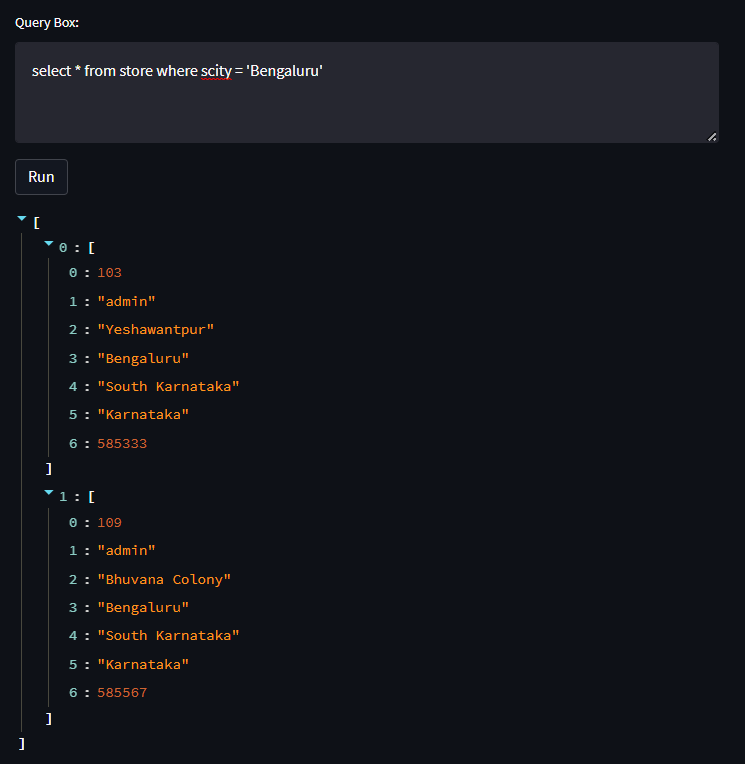 Query Box:
select * from store where scity = 'Bengaluru'
Run
[
0 : [
0 : 103
1 : "admin"
2 : "Yeshawantpur"
3 : "Bengaluru"
4 : "South Karnataka"
5 : "Karnataka"
6 : 585333
]
1 : [
0 : 109
1 : "admin"
2 : "Bhuvana Colony"
3 : "Bengaluru"
4 : "South Karnataka"
5 : "Karnataka"
6 : 585567
]
]